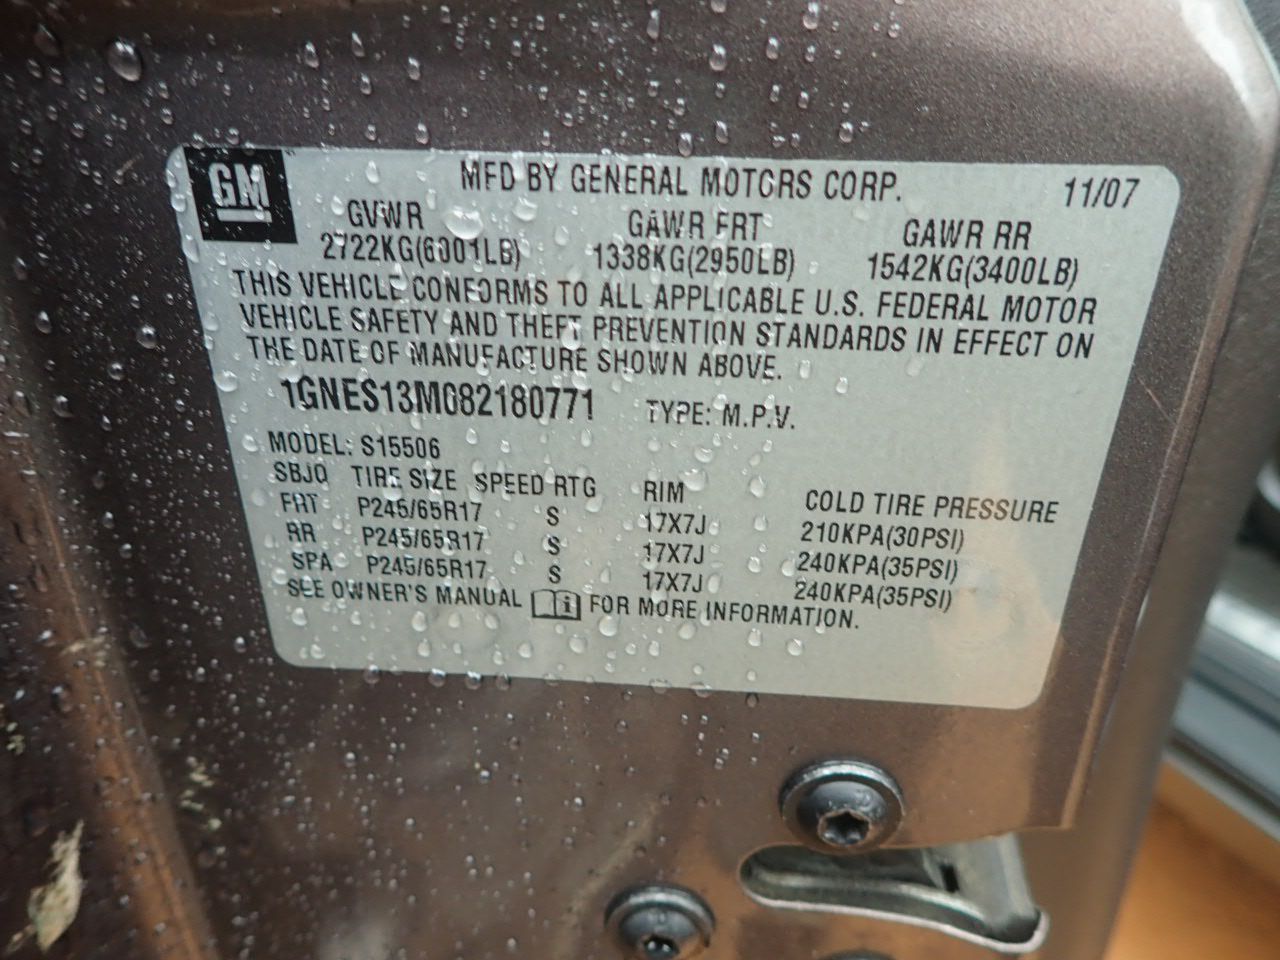 GM
MFD BY GENERAL MOTORS CORP. 11/07
GVWR GAWR FRT GAWR RR
2722KG(6001LB) 1338KG(2950LB) 1542KG(3400LB)
THIS VEHICLE CONFORMS TO ALL APPLICABLE U.S. FEDERAL MOTOR
VEHICLE SAFETY AND THEFT PREVENTION STANDARDS IN EFFECT ON
THE DATE OF MANUFACTURE SHOWN ABOVE.
1GNES13M082180771 TYPE: M.P.V.
MODEL: S15506
SBJQ TIRE SIZE SPEED RTG RIM COLD TIRE PRESSURE
FRT P245/65R17 S 17X7J 210KPA(30PSI)
RR P245/65R17 S 17X7J 240KPA(35PSI)
SPA P245/65R17 S 17X7J 240KPA(35PSI)
SEE OWNER'S MANUAL FOR MORE INFORMATION.